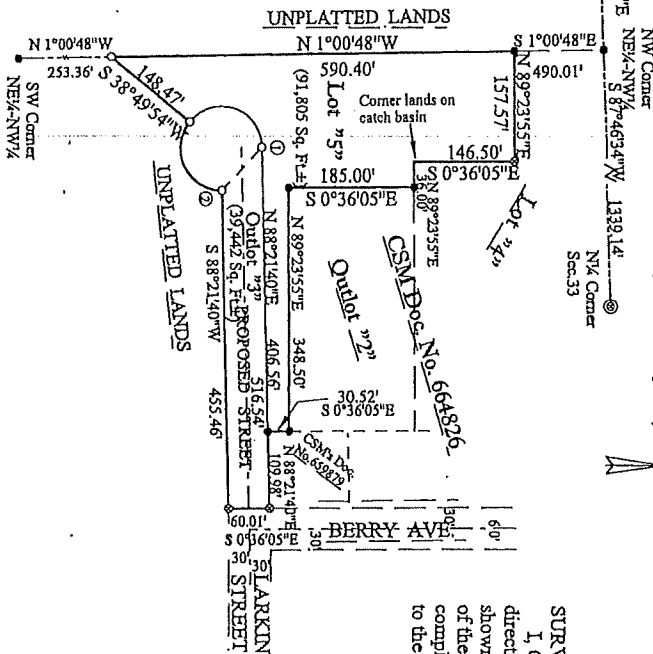 UNPLATTED LANDS
N 1°00'48"W
N 1°00'48"W
S 1°00'48"E
253.36'
590.40'
490.01'
SW Corner
NE¼-NW¼
NW Corner
NE¼-NW¼
S 87°46'34"W
1339.14'
N¼ Corner
Sec.33
148.47'
S 38°49'54"W
(91,805 Sq. Ft.±)
Lot "5"
Corner lands on
catch basin
157.57'
N 89°23'55"E
146.50'
S 0°36'05"E
185.00'
S 0°36'05"E
36.00'
N 89°23'55"E
Lot "4"
①
②
UNPLATTED LANDS
S 88°21'40"W
455.46'
(39,442 Sq. Ft.±)
Outlot "3"
PROPOSED STREET
N 88°21'40"E
406.56'
516.54'
N 89°23'55"E
348.50'
Outlot "2"
CSM Doc. No. 664826
30.52'
S 0°36'05"E
CSM's Doc.
No. 659879
N 88°21'40"E
109.98'
60.01'
S 0°36'05"E
BERRY AVE.
30'
30'
60'
30'
30'
LARKIN
STREET
SURV
I,
direct
shown
of the
compl
to the